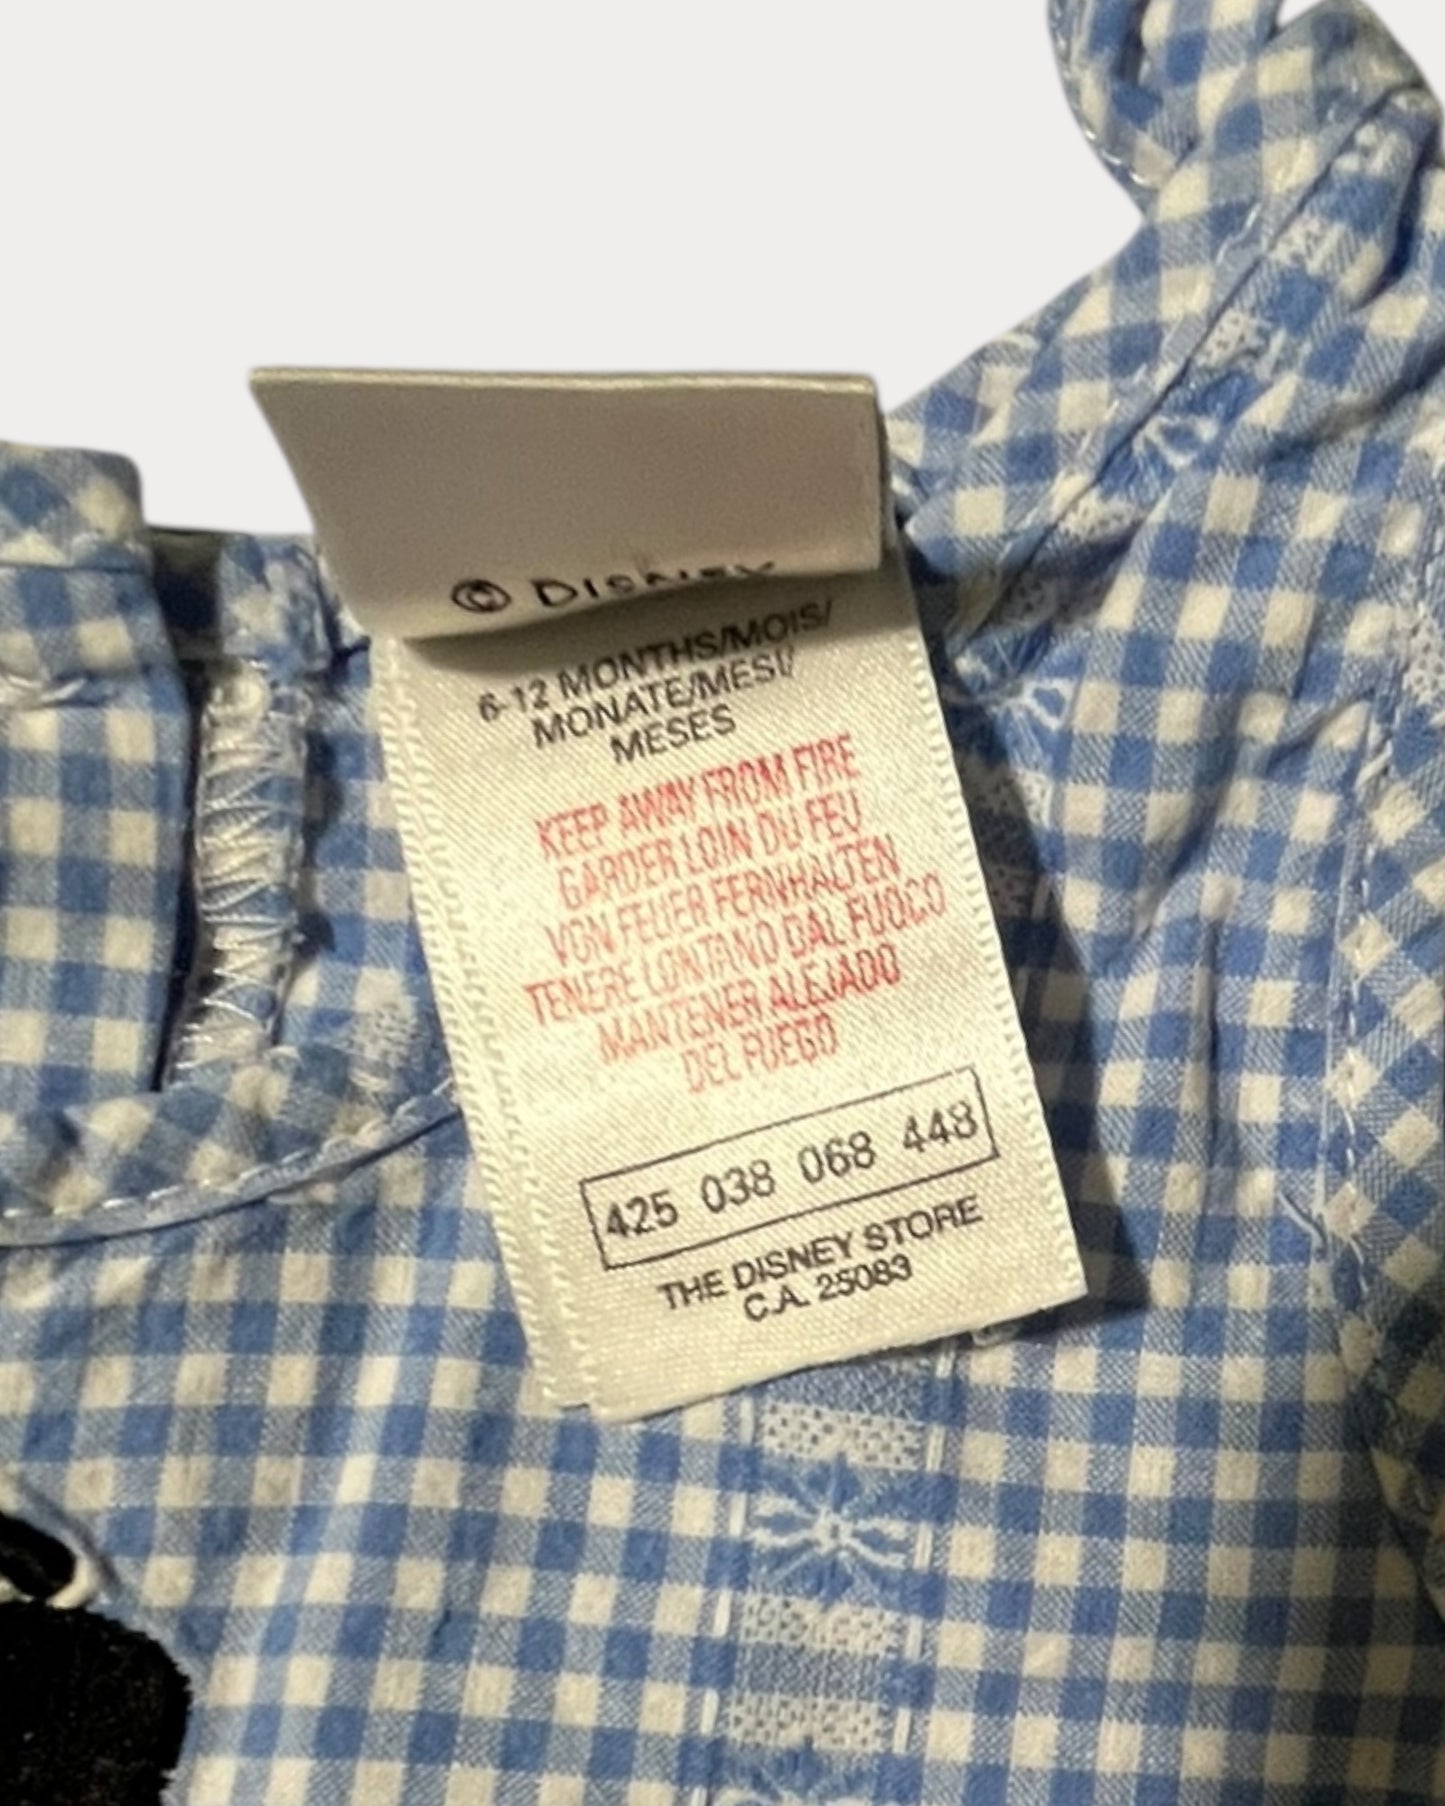 © DISNEY
6-12 MONTHS/MOIS/
MONATE/MESI/
MESES
KEEP AWAY FROM FIRE
GARDER LOIN DU FEU
VON FEUER FERNHALTEN
TENERE LONTANO DAL FUOCO
MANTENER ALEJADO
DEL FUEGO
425 038 068 448
THE DISNEY STORE
C.A. 25083